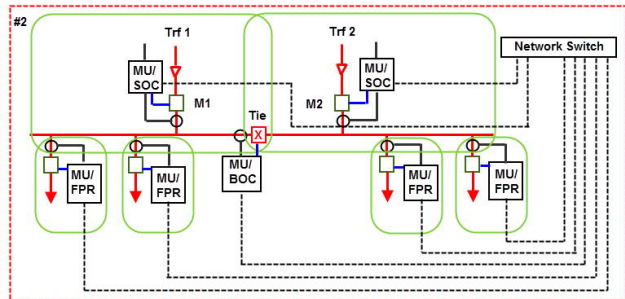 #2
Trf 1
Trf 2
Network Switch
MU/
SOC
MU/
SOC
M1
M2
Tie
X
MU/
FPR
MU/
FPR
MU/
BOC
MU/
FPR
MU/
FPR